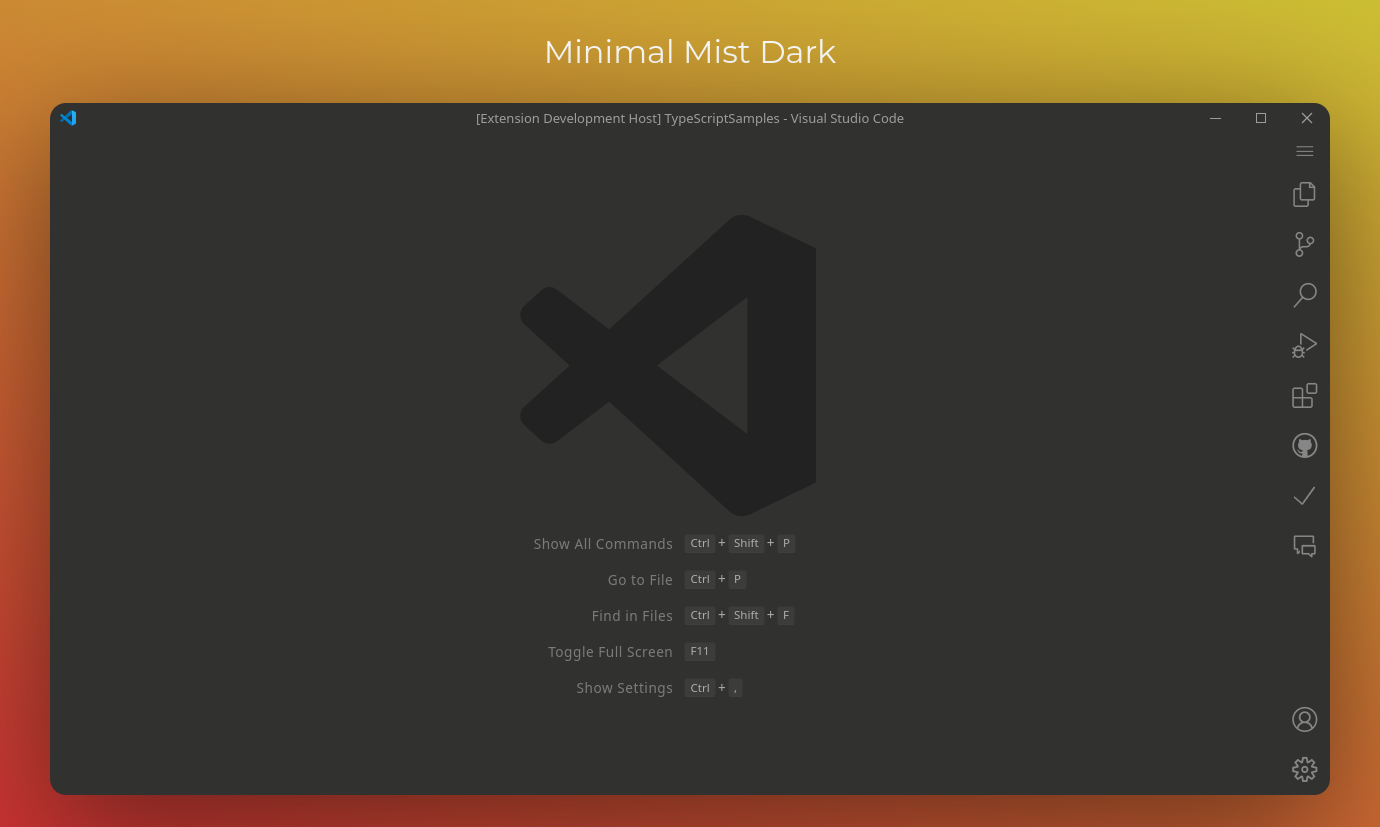 Minimal Mist Dark
[Extension Development Host] TypeScriptSamples - Visual Studio Code
Show All Commands Ctrl + Shift + P
Go to File Ctrl + P
Find in Files Ctrl + Shift + F
Toggle Full Screen F11
Show Settings Ctrl + ,